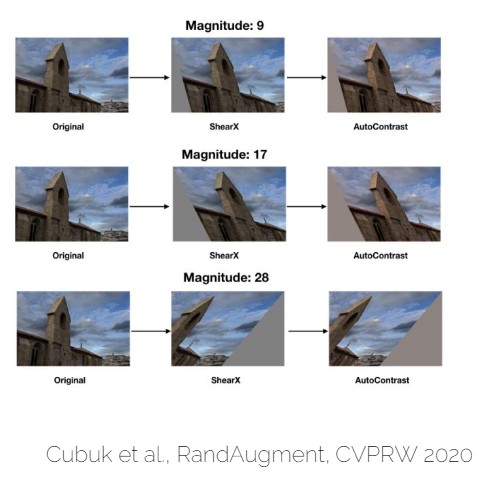 Magnitude: 9
Original
ShearX
AutoContrast
Magnitude: 17
Original
ShearX
AutoContrast
Magnitude: 28
Original
ShearX
AutoContrast
Cubuk et al., RandAugment, CVPRW 2020